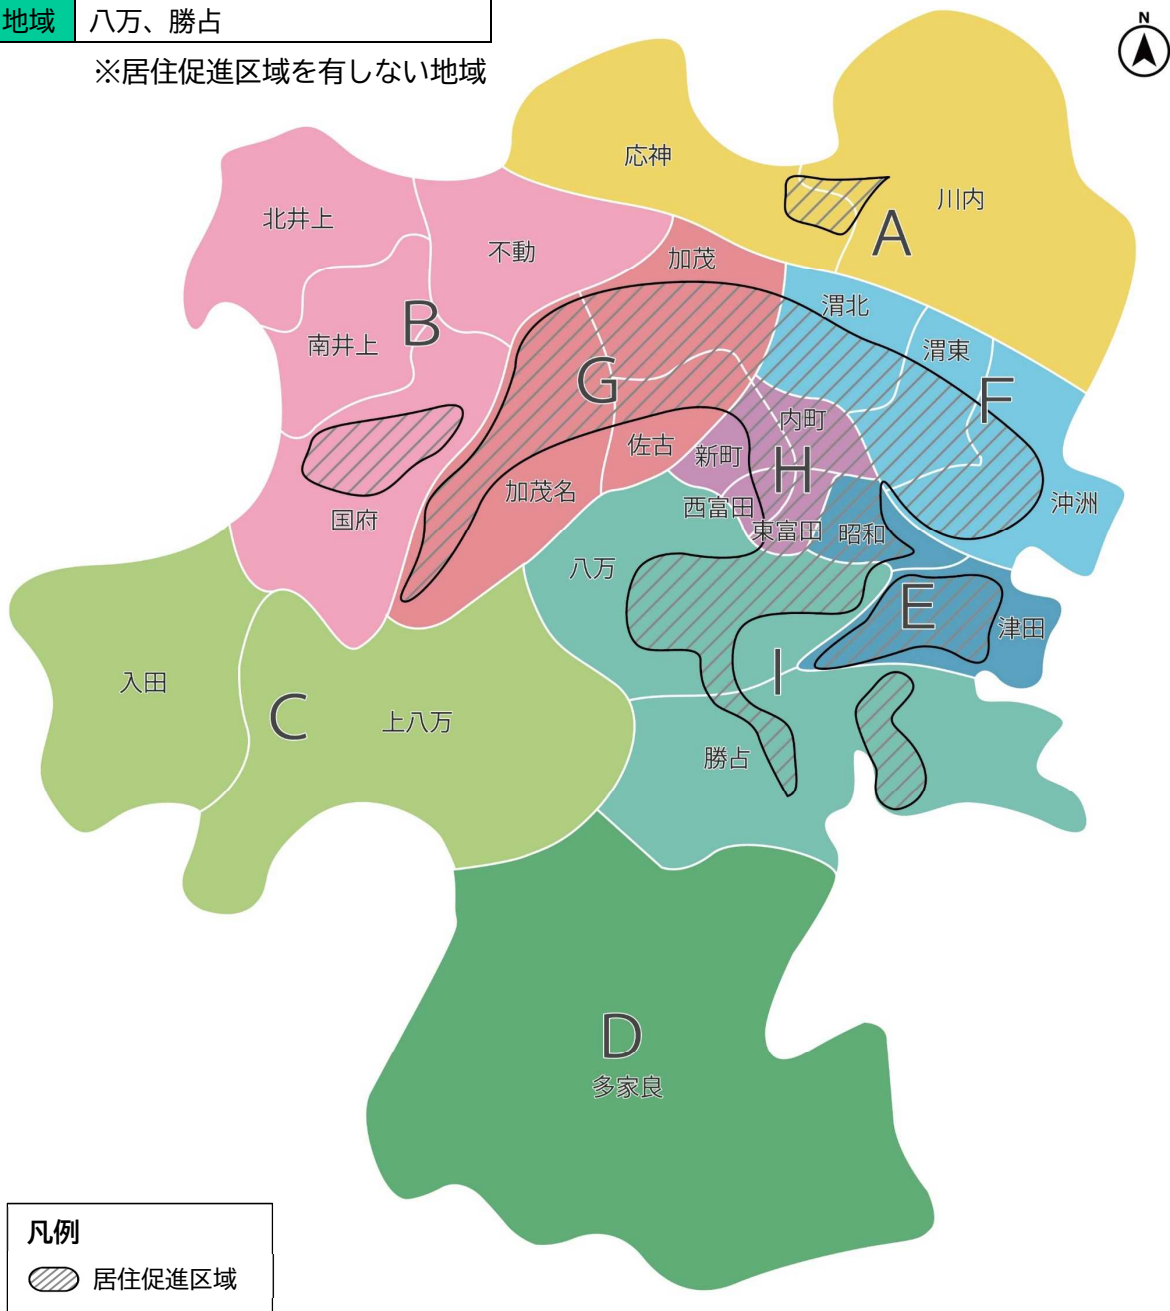 地域 八万、勝占
※居住促進区域を有しない地域
N
応神
川内
A
北井上
不動
加茂
渭北
B
南井上
渭東
G
F
内町
佐古
新町
H
加茂名
西富田
沖洲
国府
東富田
昭和
八万
E
津田
入田
I
C
上八万
勝占
D
多家良
凡例
居住促進区域